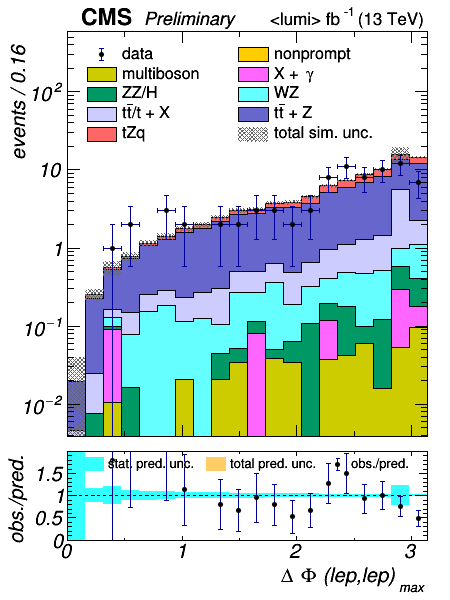 CMS Preliminary <lumi> fb⁻¹ (13 TeV)
events / 0.16
data
nonprompt
multiboson
X + γ
ZZ/H
WZ
tt̄/t + X
tt̄ + Z
tZq
total sim. unc.
10²
10
1
10⁻¹
10⁻²
obs./pred.
stat. pred. unc.
total pred. unc.
obs./pred.
1.5
1
0.5
0
0 1 2 3
Δ Φ (lep,lep) max